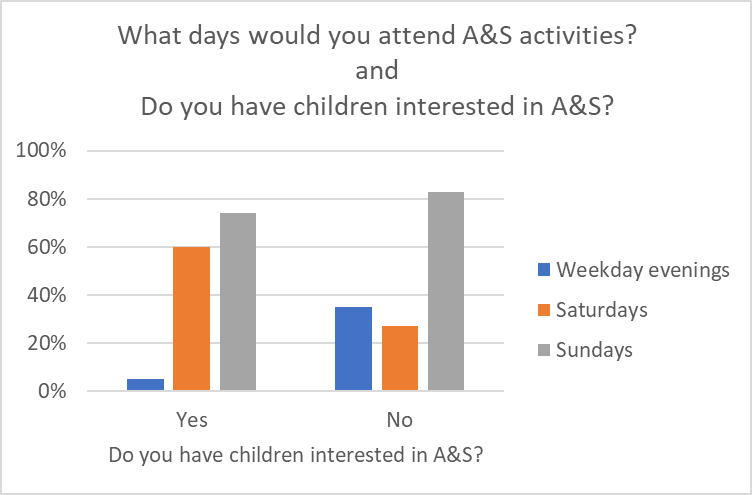 What days would you attend A&S activities?
and
Do you have children interested in A&S?
100%
80%
60%
40%
20%
0%
Yes
No
Do you have children interested in A&S?
Weekday evenings
Saturdays
Sundays